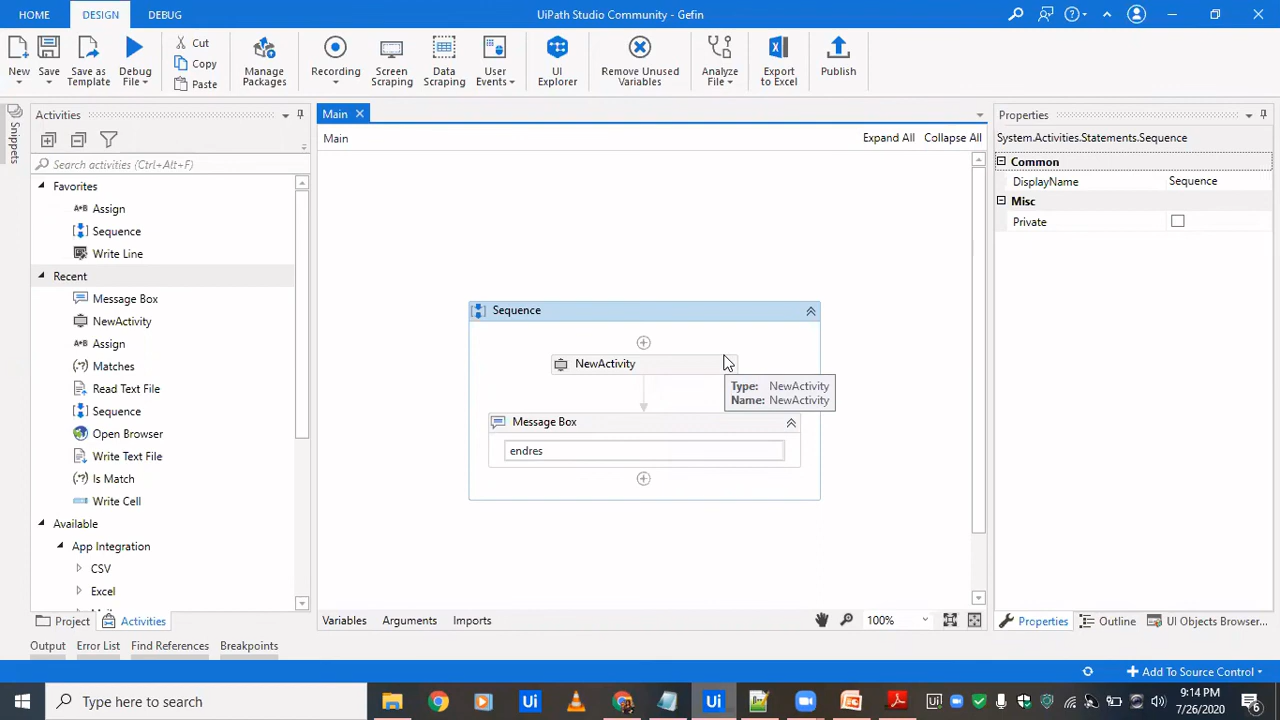 HOME DESIGN DEBUG UiPath Studio Community - Gefin
New Save Save as Template Debug File Cut Copy Paste Manage Packages Recording Screen Scraping Data Scraping User Events UI Explorer Remove Unused Variables Analyze File Export to Excel Publish
Snippets
Activities
Search activities (Ctrl+Alt+F)
Favorites
Assign
Sequence
Write Line
Recent
Message Box
NewActivity
Assign
Matches
Read Text File
Sequence
Open Browser
Write Text File
Is Match
Write Cell
Available
App Integration
CSV
Excel
Project Activities
Main
Main Expand All Collapse All
Sequence
NewActivity
Type: NewActivity
Name: NewActivity
Message Box
endres
Variables Arguments Imports 100%
Properties
System.Activities.Statements.Sequence
Common
DisplayName Sequence
Misc
Private
Properties Outline UI Objects Browser...
Output Error List Find References Breakpoints
Add To Source Control
Type here to search
9:14 PM
7/26/2020
6